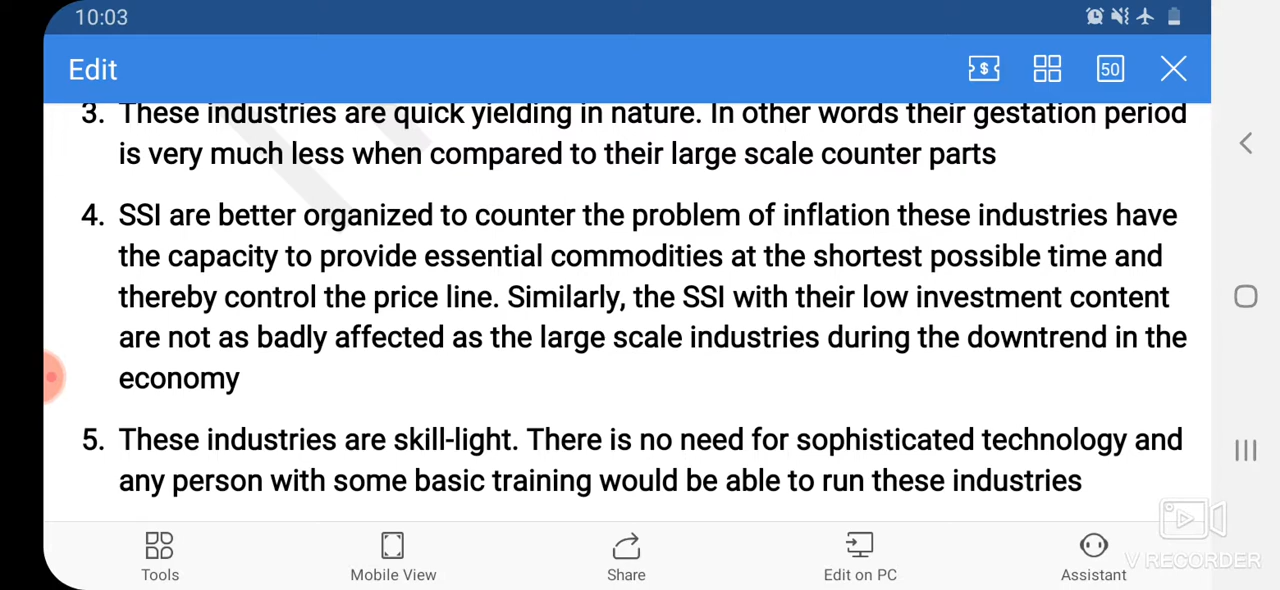 10:03
Edit
50
3. These industries are quick yielding in nature. In other words their gestation period
is very much less when compared to their large scale counter parts
4. SSI are better organized to counter the problem of inflation these industries have
the capacity to provide essential commodities at the shortest possible time and
thereby control the price line. Similarly, the SSI with their low investment content
are not as badly affected as the large scale industries during the downtrend in the
economy
5. These industries are skill-light. There is no need for sophisticated technology and
any person with some basic training would be able to run these industries
Tools
Mobile View
Share
Edit on PC
Assistant
V RECORDER